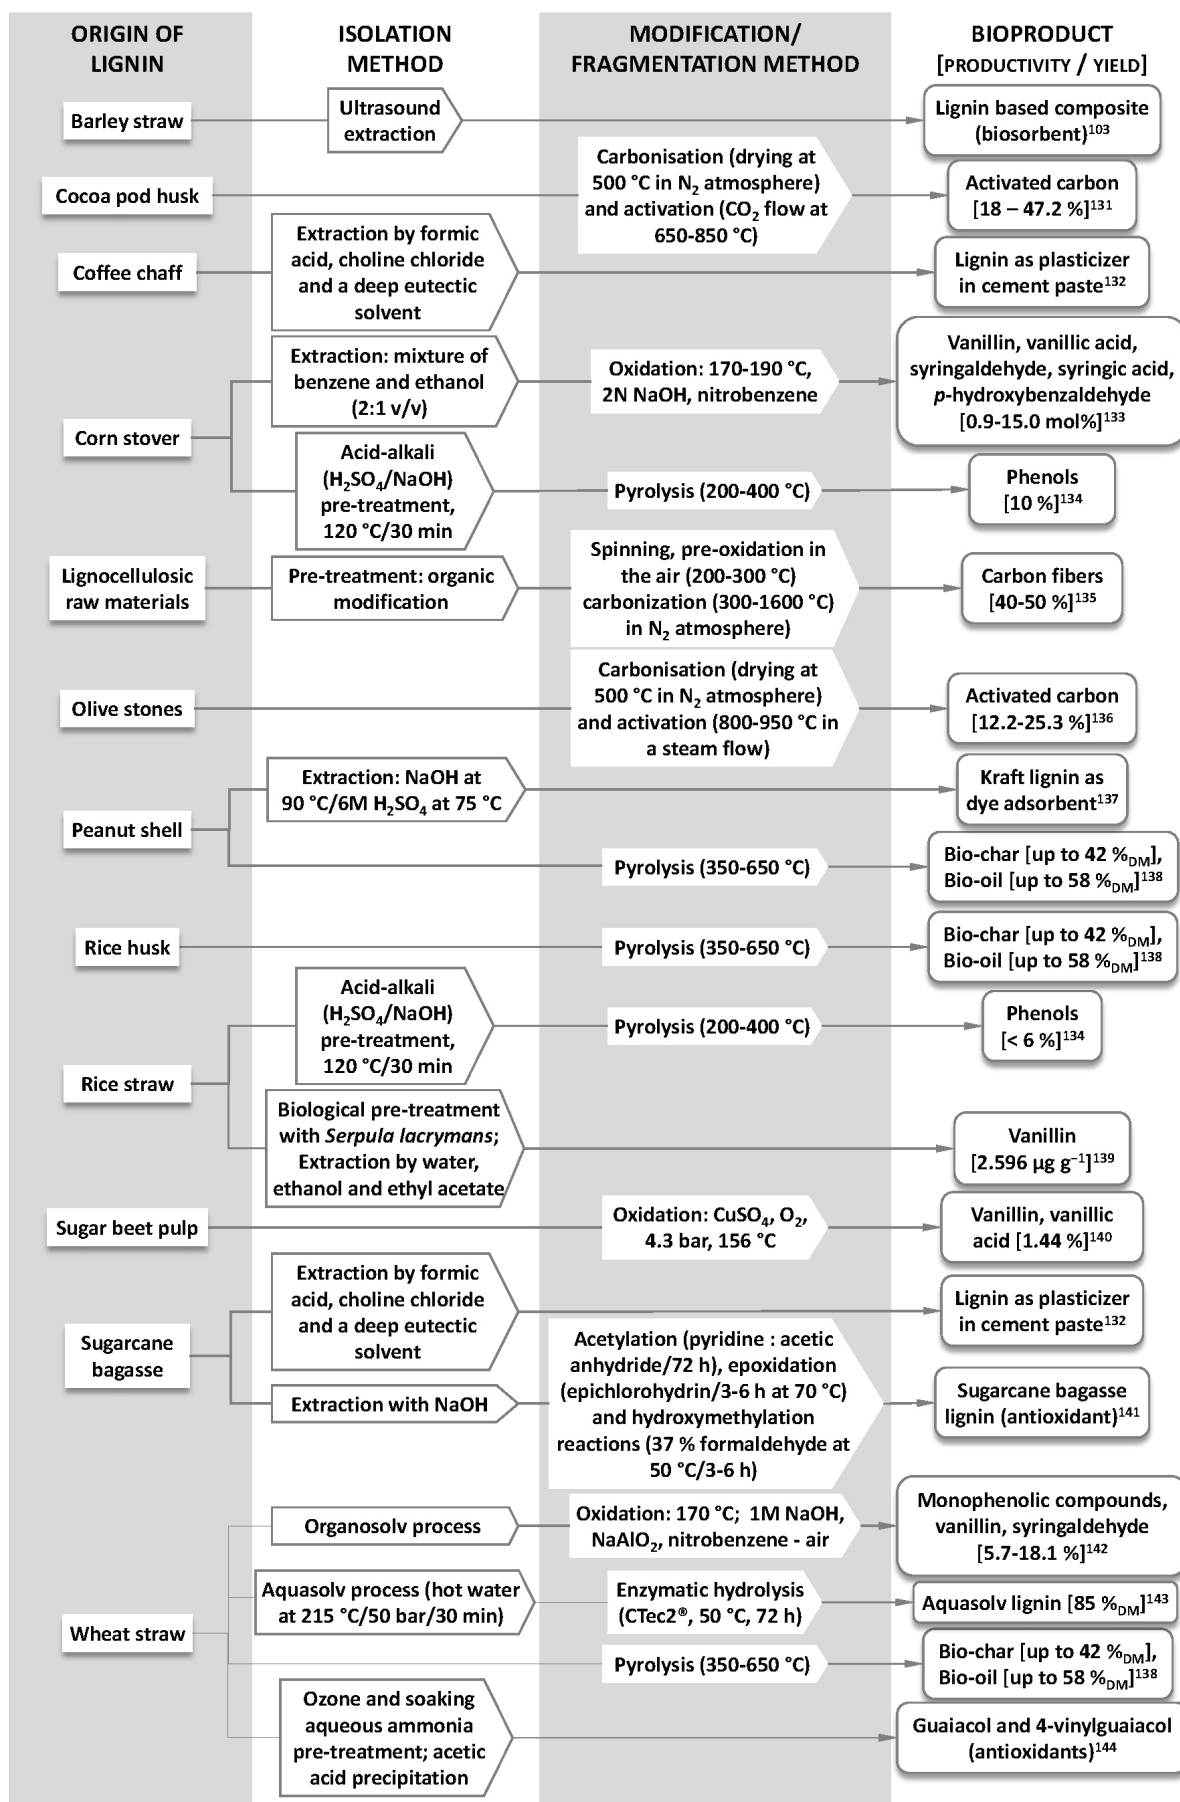 ORIGIN OF
LIGNIN
ISOLATION
METHOD
MODIFICATION/
FRAGMENTATION METHOD
BIOPRODUCT
[PRODUCTIVITY / YIELD]
Barley straw
Ultrasound
extraction
Lignin based composite
(biosorbent)¹⁰³
Cocoa pod husk
Carbonisation (drying at
500 °C in N₂ atmosphere)
and activation (CO₂ flow at
650-850 °C)
Activated carbon
[18 – 47.2 %]¹³¹
Coffee chaff
Extraction by formic
acid, choline chloride
and a deep eutectic
solvent
Lignin as plasticizer
in cement paste¹³²
Corn stover
Extraction: mixture of
benzene and ethanol
(2:1 v/v)
Oxidation: 170-190 °C,
2N NaOH, nitrobenzene
Vanillin, vanillic acid,
syringaldehyde, syringic acid,
p-hydroxybenzaldehyde
[0.9-15.0 mol%]¹³³
Acid-alkali
(H₂SO₄/NaOH)
pre-treatment,
120 °C/30 min
Pyrolysis (200-400 °C)
Phenols
[10 %]¹³⁴
Lignocellulosic
raw materials
Pre-treatment: organic
modification
Spinning, pre-oxidation in
the air (200-300 °C)
carbonization (300-1600 °C)
in N₂ atmosphere)
Carbon fibers
[40-50 %]¹³⁵
Olive stones
Carbonisation (drying at
500 °C in N₂ atmosphere)
and activation (800-950 °C in
a steam flow)
Activated carbon
[12.2-25.3 %]¹³⁶
Peanut shell
Extraction: NaOH at
90 °C/6M H₂SO₄ at 75 °C
Kraft lignin as
dye adsorbent¹³⁷
Pyrolysis (350-650 °C)
Bio-char [up to 42 %DM],
Bio-oil [up to 58 %DM]¹³⁸
Rice husk
Pyrolysis (350-650 °C)
Bio-char [up to 42 %DM],
Bio-oil [up to 58 %DM]¹³⁸
Rice straw
Acid-alkali
(H₂SO₄/NaOH)
pre-treatment,
120 °C/30 min
Pyrolysis (200-400 °C)
Phenols
[< 6 %]¹³⁴
Biological pre-treatment
with Serpula lacrymans;
Extraction by water,
ethanol and ethyl acetate
Vanillin
[2.596 µg g⁻¹]¹³⁹
Sugar beet pulp
Oxidation: CuSO₄, O₂,
4.3 bar, 156 °C
Vanillin, vanillic
acid [1.44 %]¹⁴⁰
Sugarcane
bagasse
Extraction by formic
acid, choline chloride
and a deep eutectic
solvent
Lignin as plasticizer
in cement paste¹³²
Extraction with NaOH
Acetylation (pyridine : acetic
anhydride/72 h), epoxidation
(epichlorohydrin/3-6 h at 70 °C)
and hydroxymethylation
reactions (37 % formaldehyde at
50 °C/3-6 h)
Sugarcane bagasse
lignin (antioxidant)¹⁴¹
Wheat straw
Organosolv process
Oxidation: 170 °C; 1M NaOH,
NaAlO₂, nitrobenzene - air
Monophenolic compounds,
vanillin, syringaldehyde
[5.7-18.1 %]¹⁴²
Aquasolv process (hot water
at 215 °C/50 bar/30 min)
Enzymatic hydrolysis
(CTec2®, 50 °C, 72 h)
Aquasolv lignin [85 %DM]¹⁴³
Pyrolysis (350-650 °C)
Bio-char [up to 42 %DM],
Bio-oil [up to 58 %DM]¹³⁸
Ozone and soaking
aqueous ammonia
pre-treatment; acetic
acid precipitation
Guaiacol and 4-vinylguaiacol
(antioxidants)¹⁴⁴